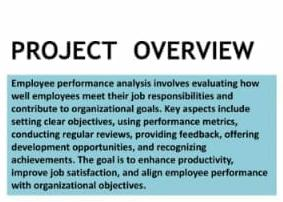 PROJECT OVERVIEW
Employee performance analysis involves evaluating how
well employees meet their job responsibilities and
contribute to organizational goals. Key aspects include
setting clear objectives, using performance metrics,
conducting regular reviews, providing feedback, offering
development opportunities, and recognizing
achievements. The goal is to enhance productivity,
improve job satisfaction, and align employee performance
with organizational objectives.